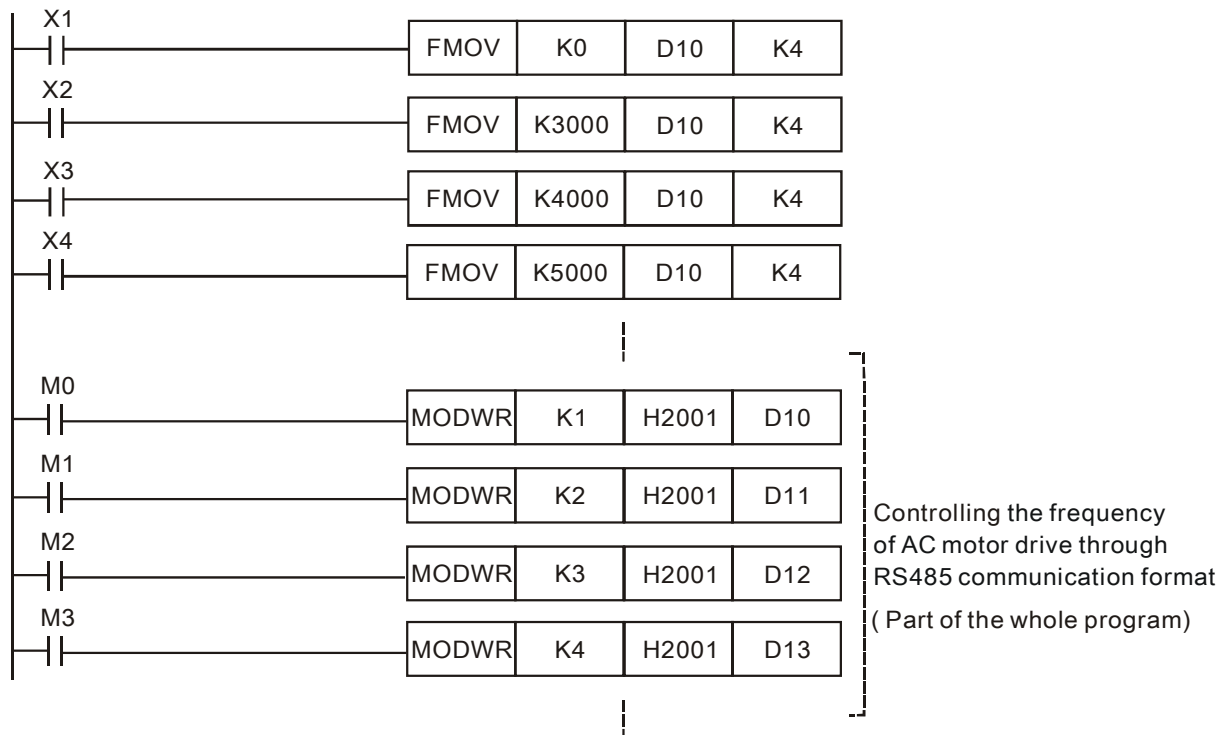 X1
FMOV K0 D10 K4
X2
FMOV K3000 D10 K4
X3
FMOV K4000 D10 K4
X4
FMOV K5000 D10 K4
M0
MODWR K1 H2001 D10
M1
MODWR K2 H2001 D11
M2
MODWR K3 H2001 D12
M3
MODWR K4 H2001 D13
Controlling the frequency
of AC motor drive through
RS485 communication format
( Part of the whole program)